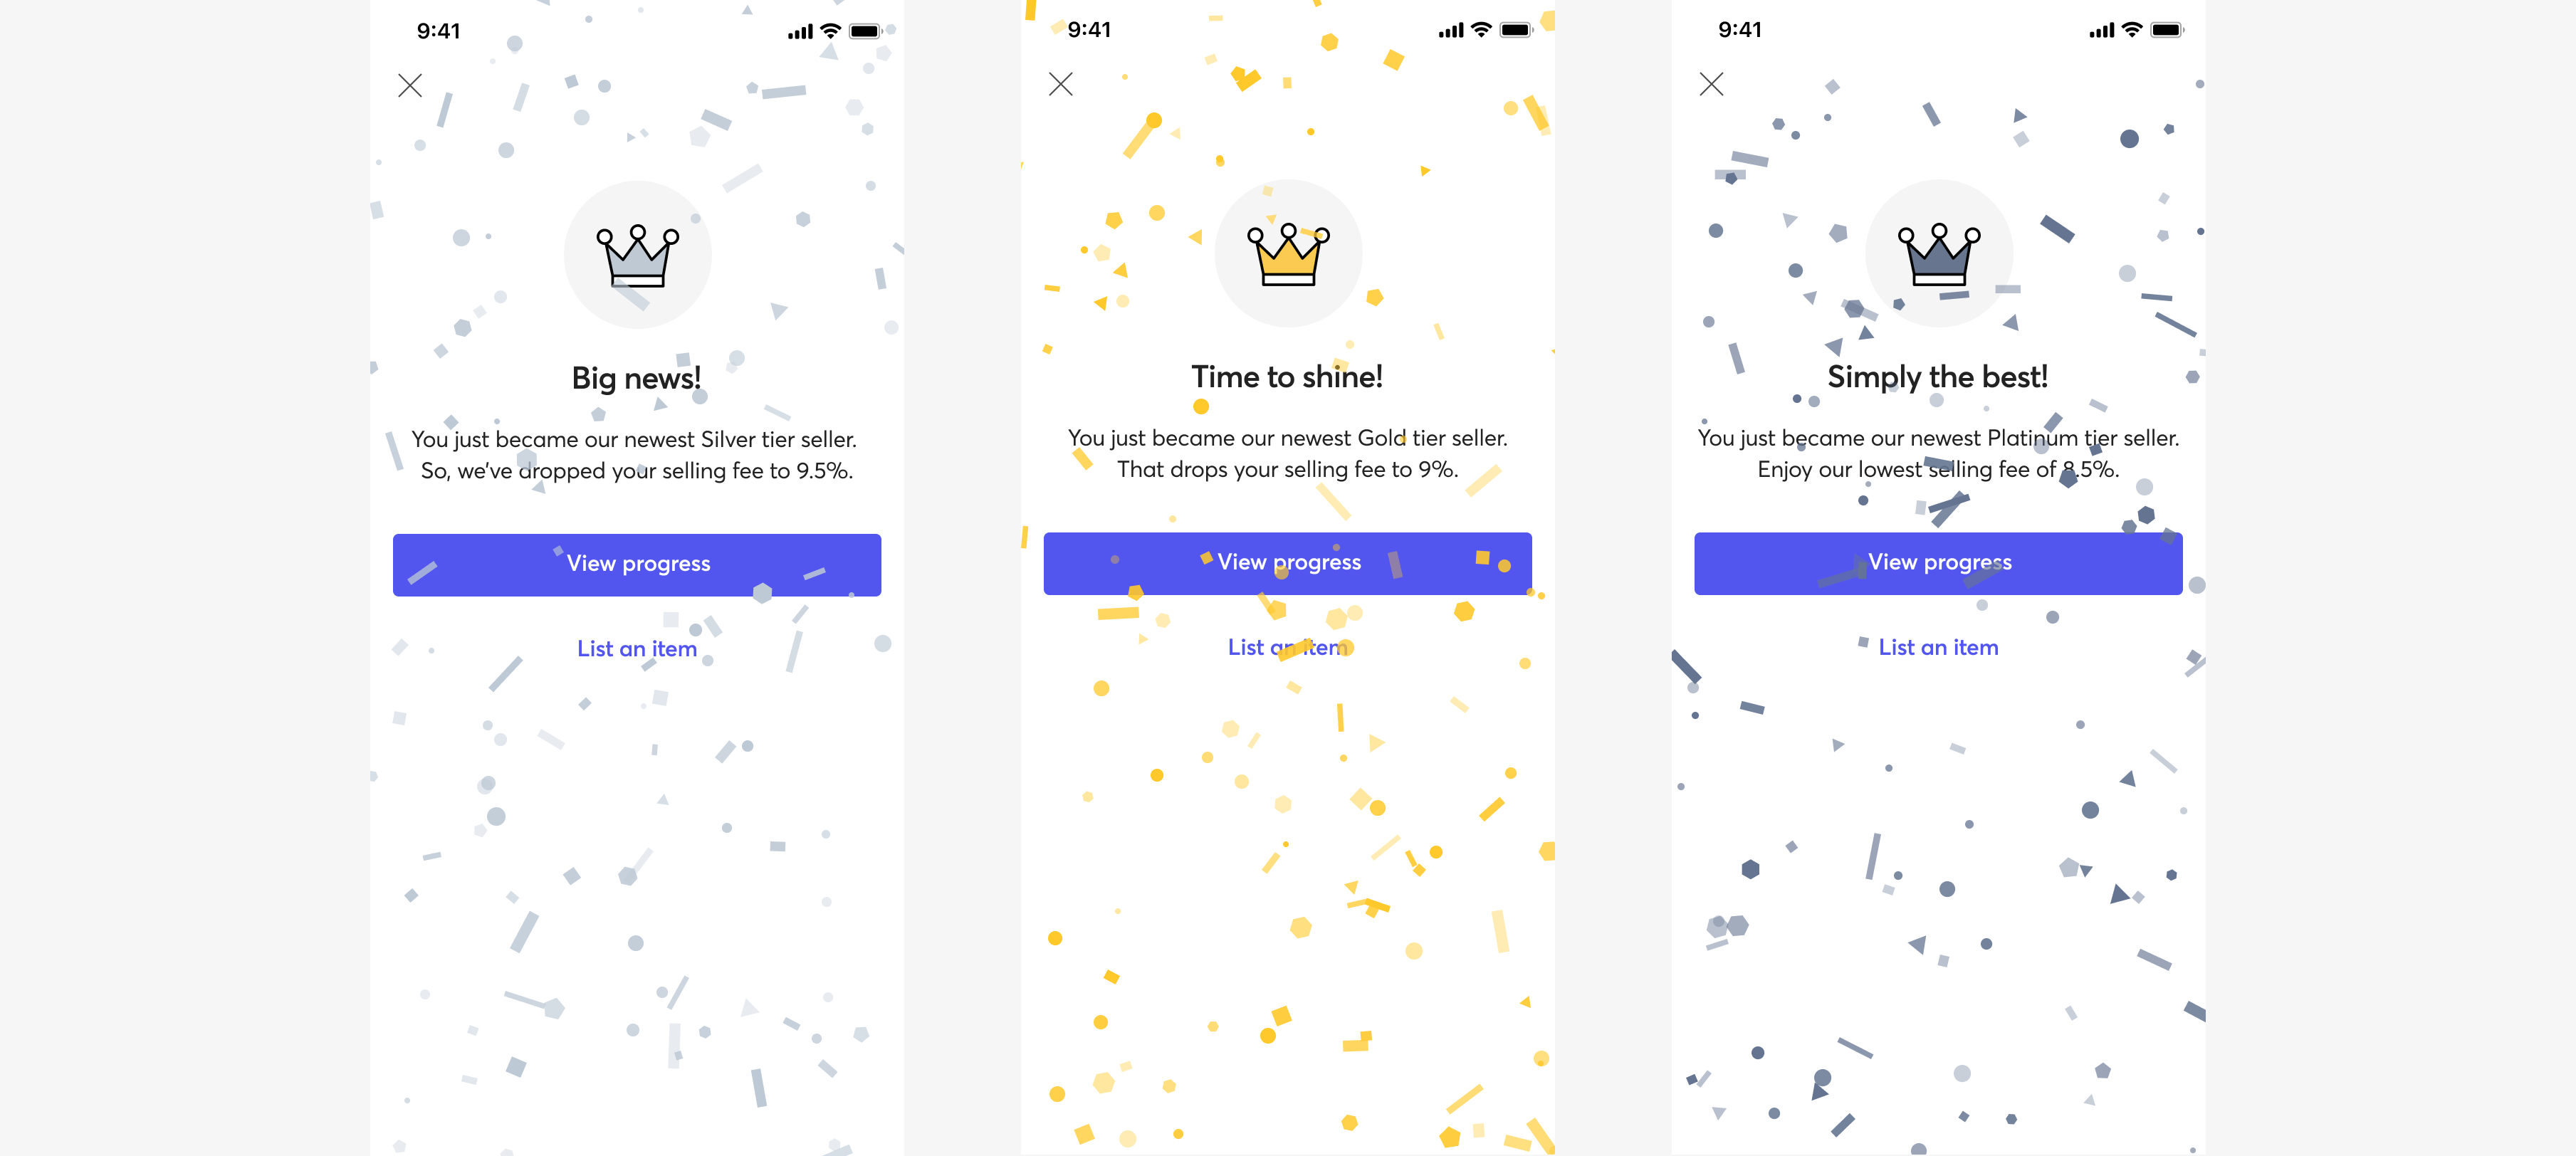 9:41
Big news!
You just became our newest Silver tier seller.
So, we've dropped your selling fee to 9.5%.
View progress
List an item
9:41
Time to shine!
You just became our newest Gold tier seller.
That drops your selling fee to 9%.
View progress
List an item
9:41
Simply the best!
You just became our newest Platinum tier seller.
Enjoy our lowest selling fee of 8.5%.
View progress
List an item